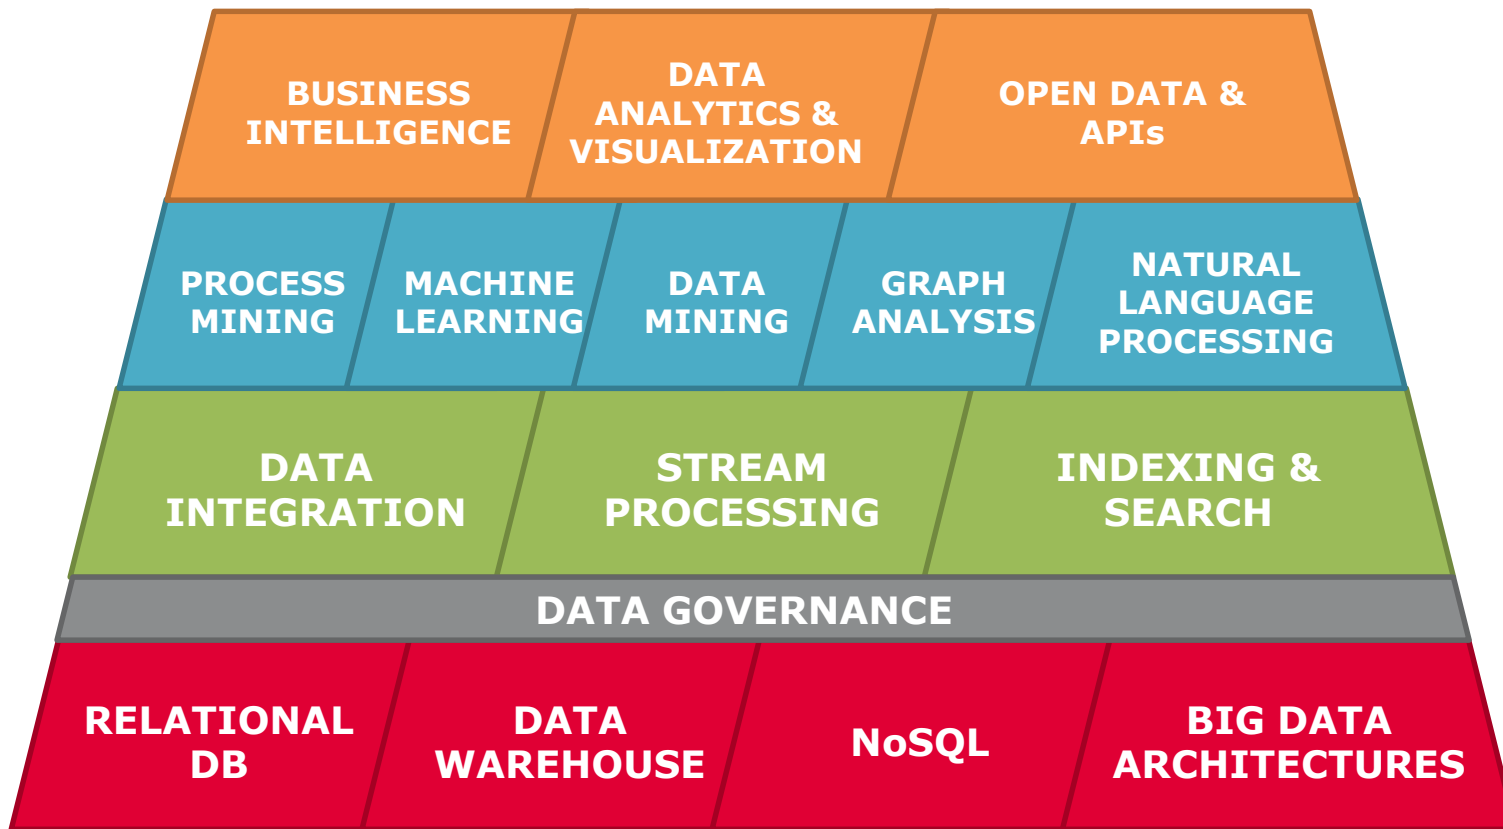 BUSINESS
INTELLIGENCE
DATA
ANALYTICS &
VISUALIZATION
OPEN DATA &
APIs
PROCESS
MINING
MACHINE
LEARNING
DATA
MINING
GRAPH
ANALYSIS
NATURAL
LANGUAGE
PROCESSING
DATA
INTEGRATION
STREAM
PROCESSING
INDEXING &
SEARCH
DATA GOVERNANCE
RELATIONAL
DB
DATA
WAREHOUSE
NoSQL
BIG DATA
ARCHITECTURES